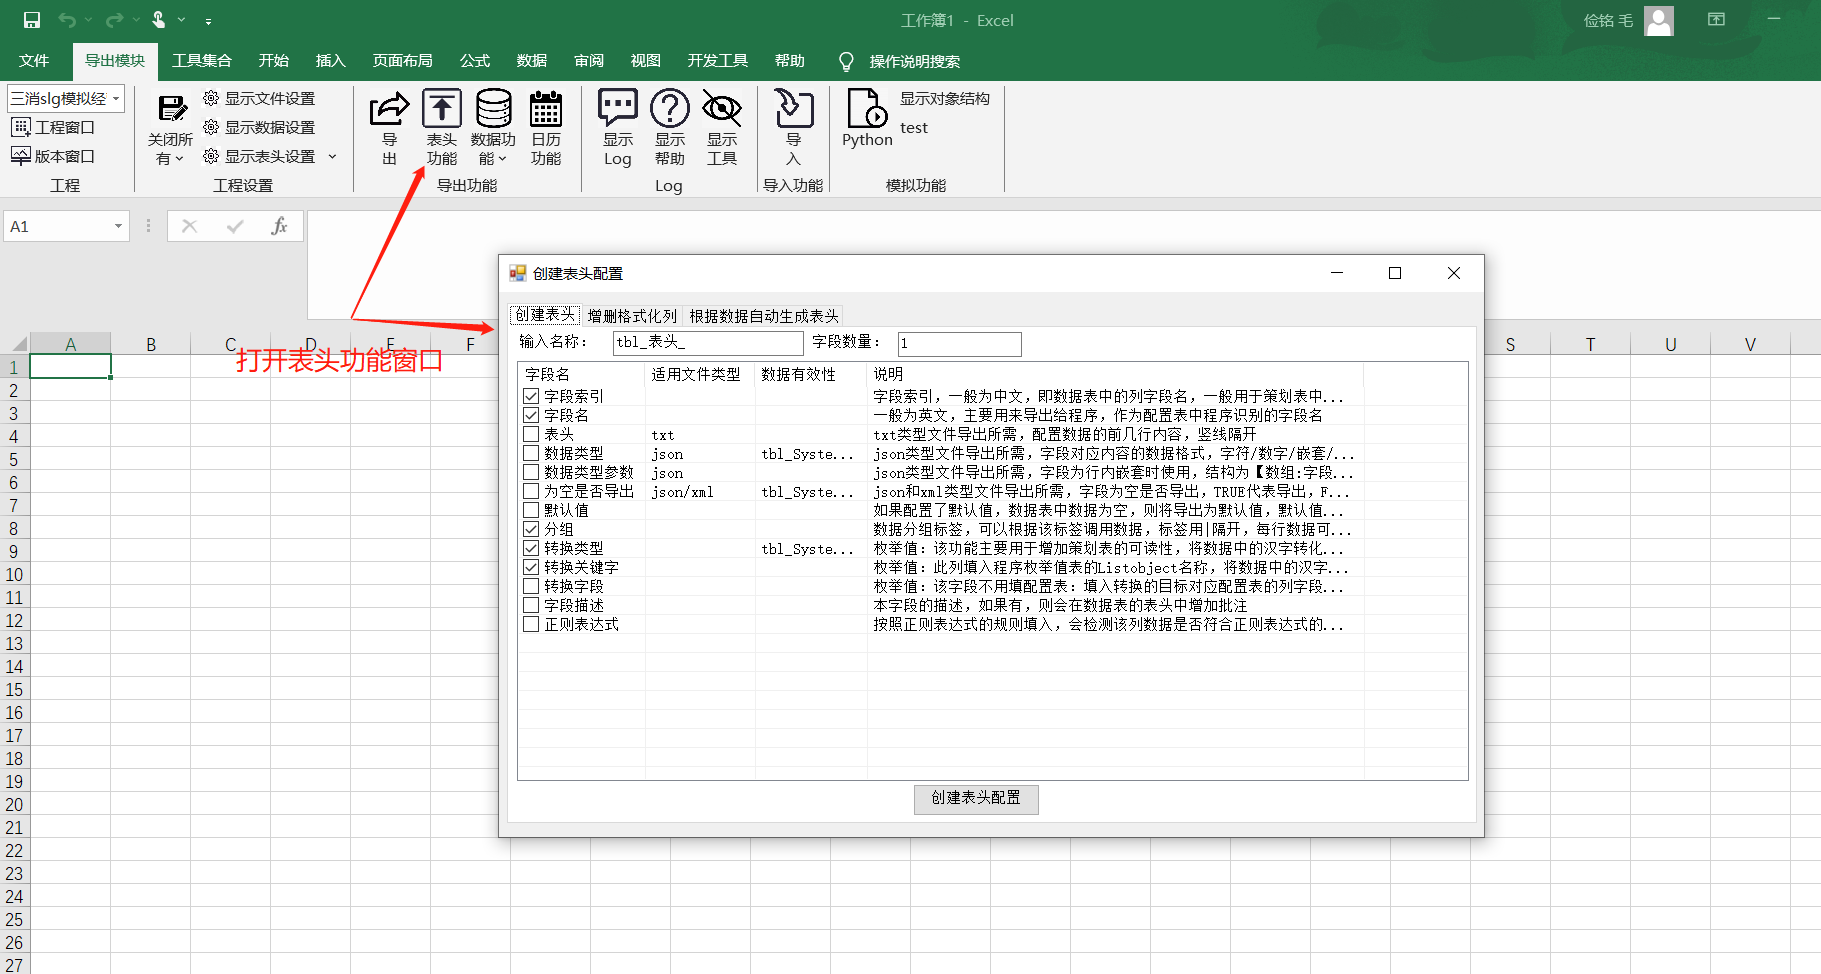 工作簿1 - Excel
俭铭 毛
文件 导出模块 工具集合 开始 插入 页面布局 公式 数据 审阅 视图 开发工具 帮助 操作说明搜索
三消slg模拟经
工程窗口
版本窗口
工程
关闭所
有
显示文件设置
显示数据设置
显示表头设置
工程设置
导
出
表头
功能
数据功
能
日历
功能
导出功能
显示
Log
显示
帮助
显示
工具
Log
导
入
导入功能
Python
显示对象结构
test
模拟功能
A1
fx
创建表头配置
创建表头 增删格式化列 根据数据自动生成表头
输入名称： tbl_表头_ 字段数量： 1
A B C D E F S T U V
打开表头功能窗口
字段名 适用文件类型 数据有效性 说明
字段索引 字段索引，一般为中文，即数据表中的列字段名，一般用于策划表中...
字段名 一般为英文，主要用来导出给程序，作为配置表中程序识别的字段名
表头 txt txt类型文件导出所需，配置数据的前几行内容，竖线隔开
数据类型 json tbl_Syste... json类型文件导出所需，字段对应内容的数据格式，字符/数字/嵌套/...
数据类型参数 json json类型文件导出所需，字段为行内嵌套时使用，结构为【数组:字段...
为空是否导出 json/xml tbl_Syste... json和xml类型文件导出所需，字段为空是否导出，TRUE代表导出，F...
默认值 如果配置了默认值，数据表中数据为空，则将导出为默认值，默认值...
分组 数据分组标签，可以根据该标签调用数据，标签用|隔开，每行数据可...
转换类型 tbl_Syste... 枚举值：该功能主要用于增加策划表的可读性，将数据中的汉字转化...
转换关键字 枚举值：此列填入程序枚举值表的Listobject名称，将数据中的汉字...
转换字段 枚举值：该字段不用填配置表：填入转换的目标对应配置表的列字段...
字段描述 本字段的描述，如果有，则会在数据表的表头中增加批注
正则表达式 按照正则表达式的规则填入，会检测该列数据是否符合正则表达式的...
创建表头配置
1
2
3
4
5
6
7
8
9
10
11
12
13
14
15
16
17
18
19
20
21
22
23
24
25
26
27